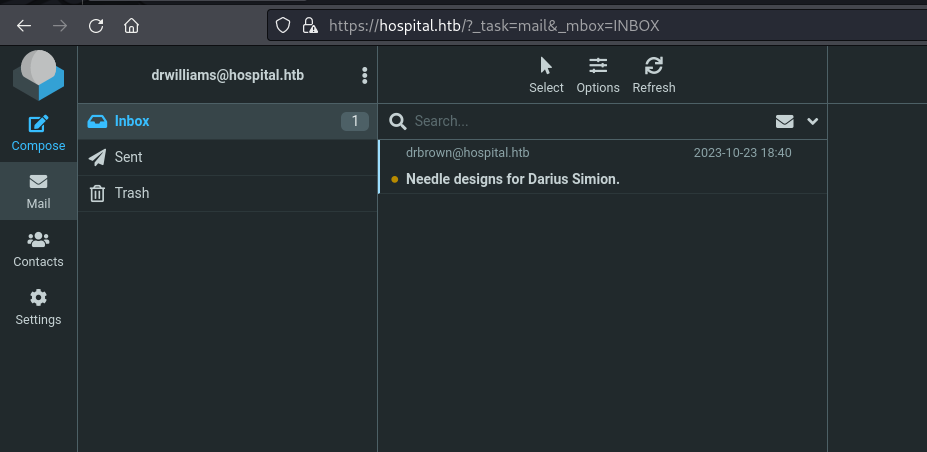 https://hospital.htb/?_task=mail&_mbox=INBOX
drwilliams@hospital.htb
Select
Options
Refresh
Compose
Mail
Contacts
Settings
Inbox
1
Sent
Trash
Search...
drbrown@hospital.htb
2023-10-23 18:40
Needle designs for Darius Simion.